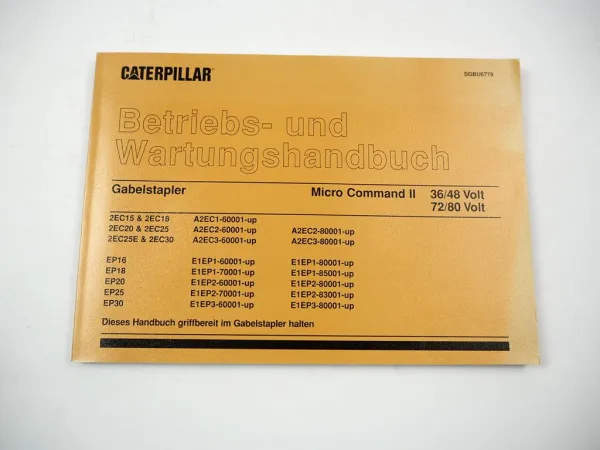 CATERPILLAR
DGBU6779
Betriebs- und
Wartungshandbuch
Gabelstapler Micro Command II 36/48 Volt
72/80 Volt
2EC15 & 2EC18 A2EC1-60001-up
2EC20 & 2EC25 A2EC2-60001-up A2EC2-80001-up
2EC25E & 2EC30 A2EC3-60001-up A2EC3-80001-up
EP16 E1EP1-60001-up E1EP1-80001-up
EP18 E1EP1-70001-up E1EP1-85001-up
EP20 E1EP2-60001-up E1EP2-80001-up
EP25 E1EP2-70001-up E1EP2-83001-up
EP30 E1EP3-60001-up E1EP3-80001-up
Dieses Handbuch griffbereit im Gabelstapler halten